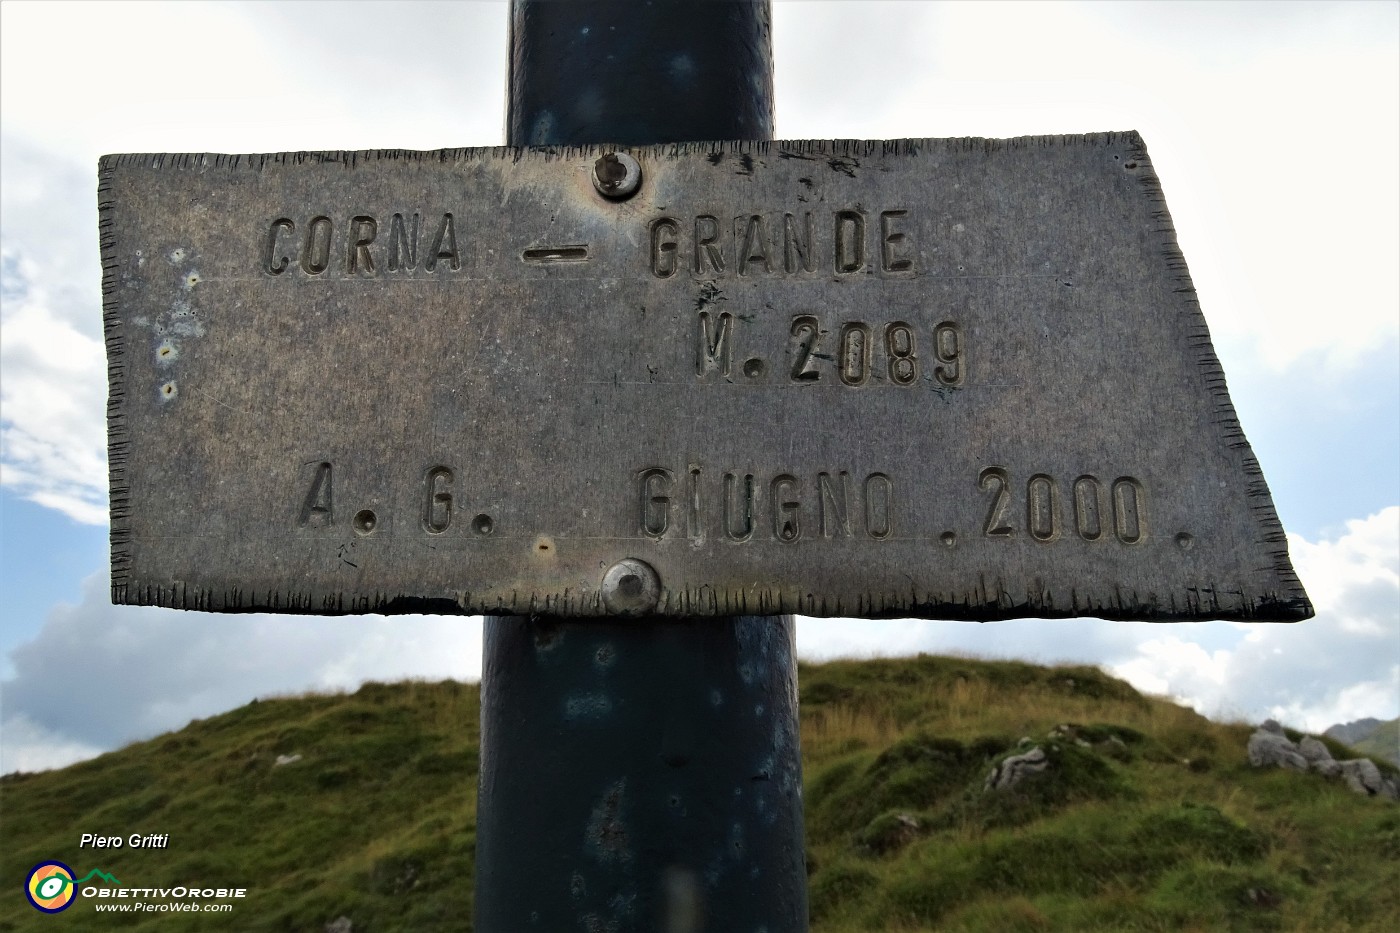 CORNA - GRANDE
M. 2089
A. G. GIUGNO . 2000 .
Piero Gritti
OBIETTIVOROBIE
www.PieroWeb.com